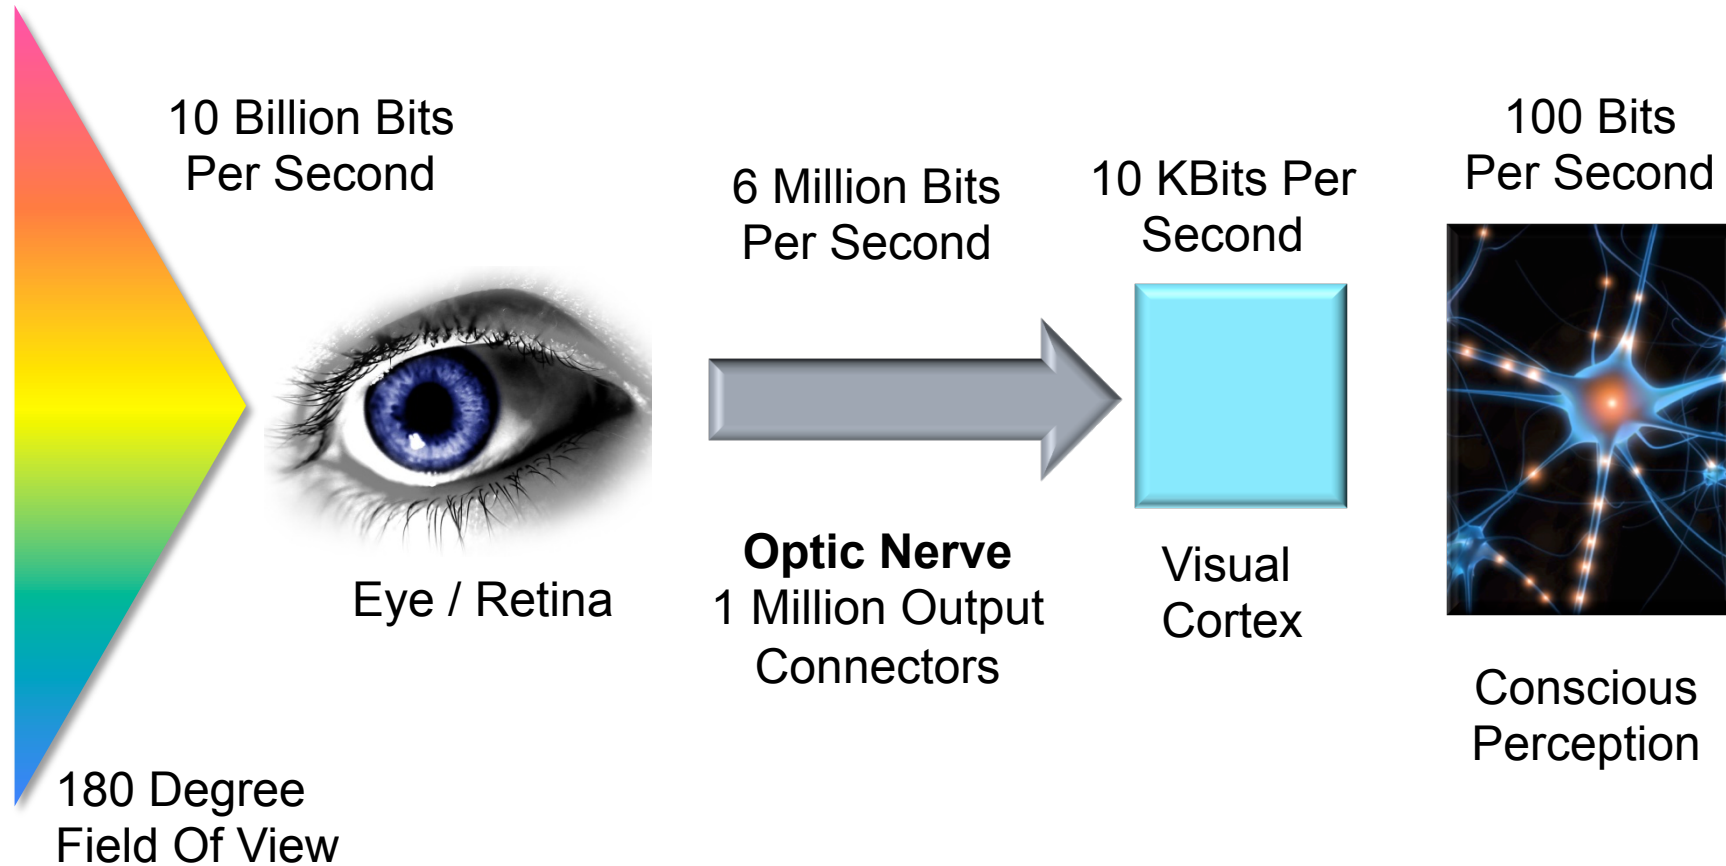 10 Billion Bits
Per Second
6 Million Bits
Per Second
10 KBits Per
Second
100 Bits
Per Second
Eye / Retina
Optic Nerve
1 Million Output
Connectors
Visual
Cortex
Conscious
Perception
180 Degree
Field Of View